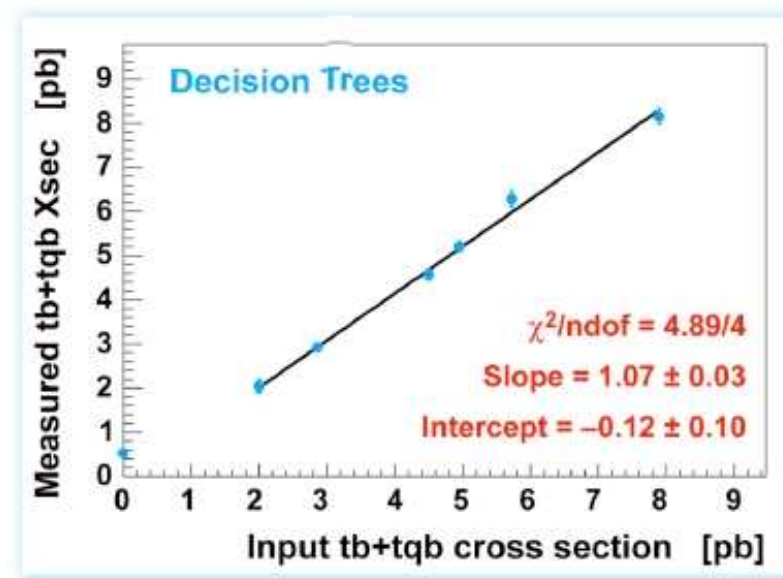 Decision Trees
Measured tb+tqb Xsec [pb]
9
8
7
6
5
4
3
2
1
0
χ²/ndof = 4.89/4
Slope = 1.07 ± 0.03
Intercept = –0.12 ± 0.10
0 1 2 3 4 5 6 7 8 9
Input tb+tqb cross section [pb]